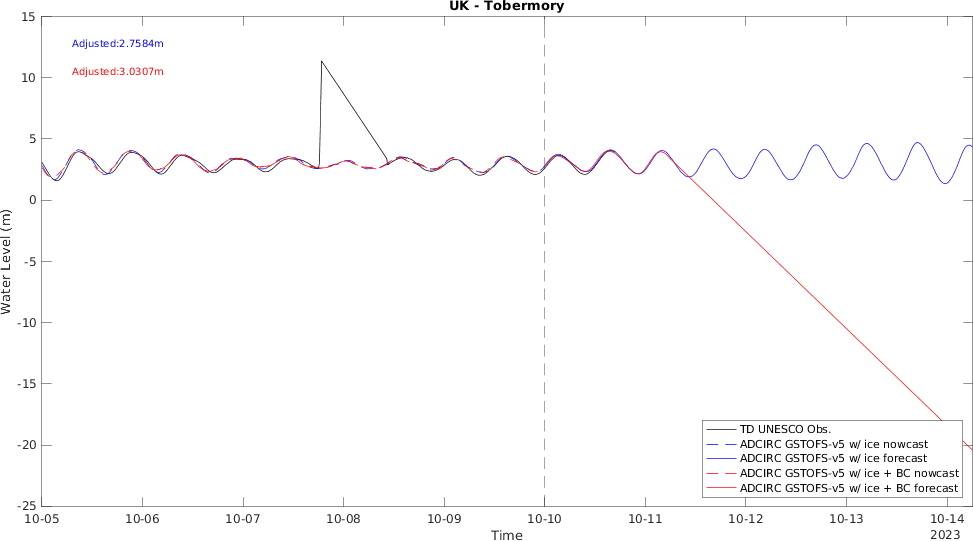 UK - Tobermory
15
Adjusted:2.7584m
Adjusted:3.0307m
10
5
0
-5
-10
-15
-20
-25
Water Level (m)
TD UNESCO Obs.
ADCIRC GSTOFS-v5 w/ ice nowcast
ADCIRC GSTOFS-v5 w/ ice forecast
ADCIRC GSTOFS-v5 w/ ice + BC nowcast
ADCIRC GSTOFS-v5 w/ ice + BC forecast
10-05 10-06 10-07 10-08 10-09 10-10 10-11 10-12 10-13 10-14
2023
Time